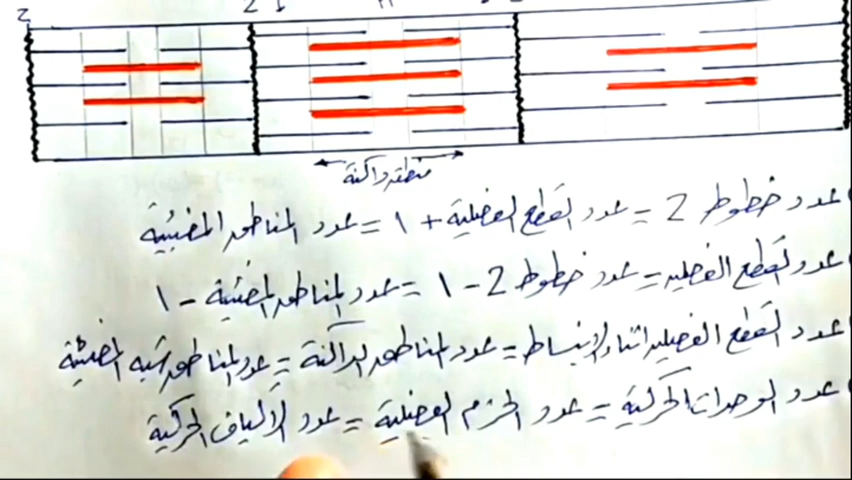 Z Z I H
منطقة داكنة
عدد خطوط Z = عدد القطع العضلية + ١ = عدد المناطق المضيئة
عدد القطع العضلية = عدد خطوط Z - ١ = عدد المناطق المضيئة - ١
عدد القطع العضلية اثناء الانبساط = عدد المناطق الداكنة = عدد المناطق شبه المضيئة
عدد الوحدات الحركية = عدد الحزم العضلية = عدد الالياف الحركية